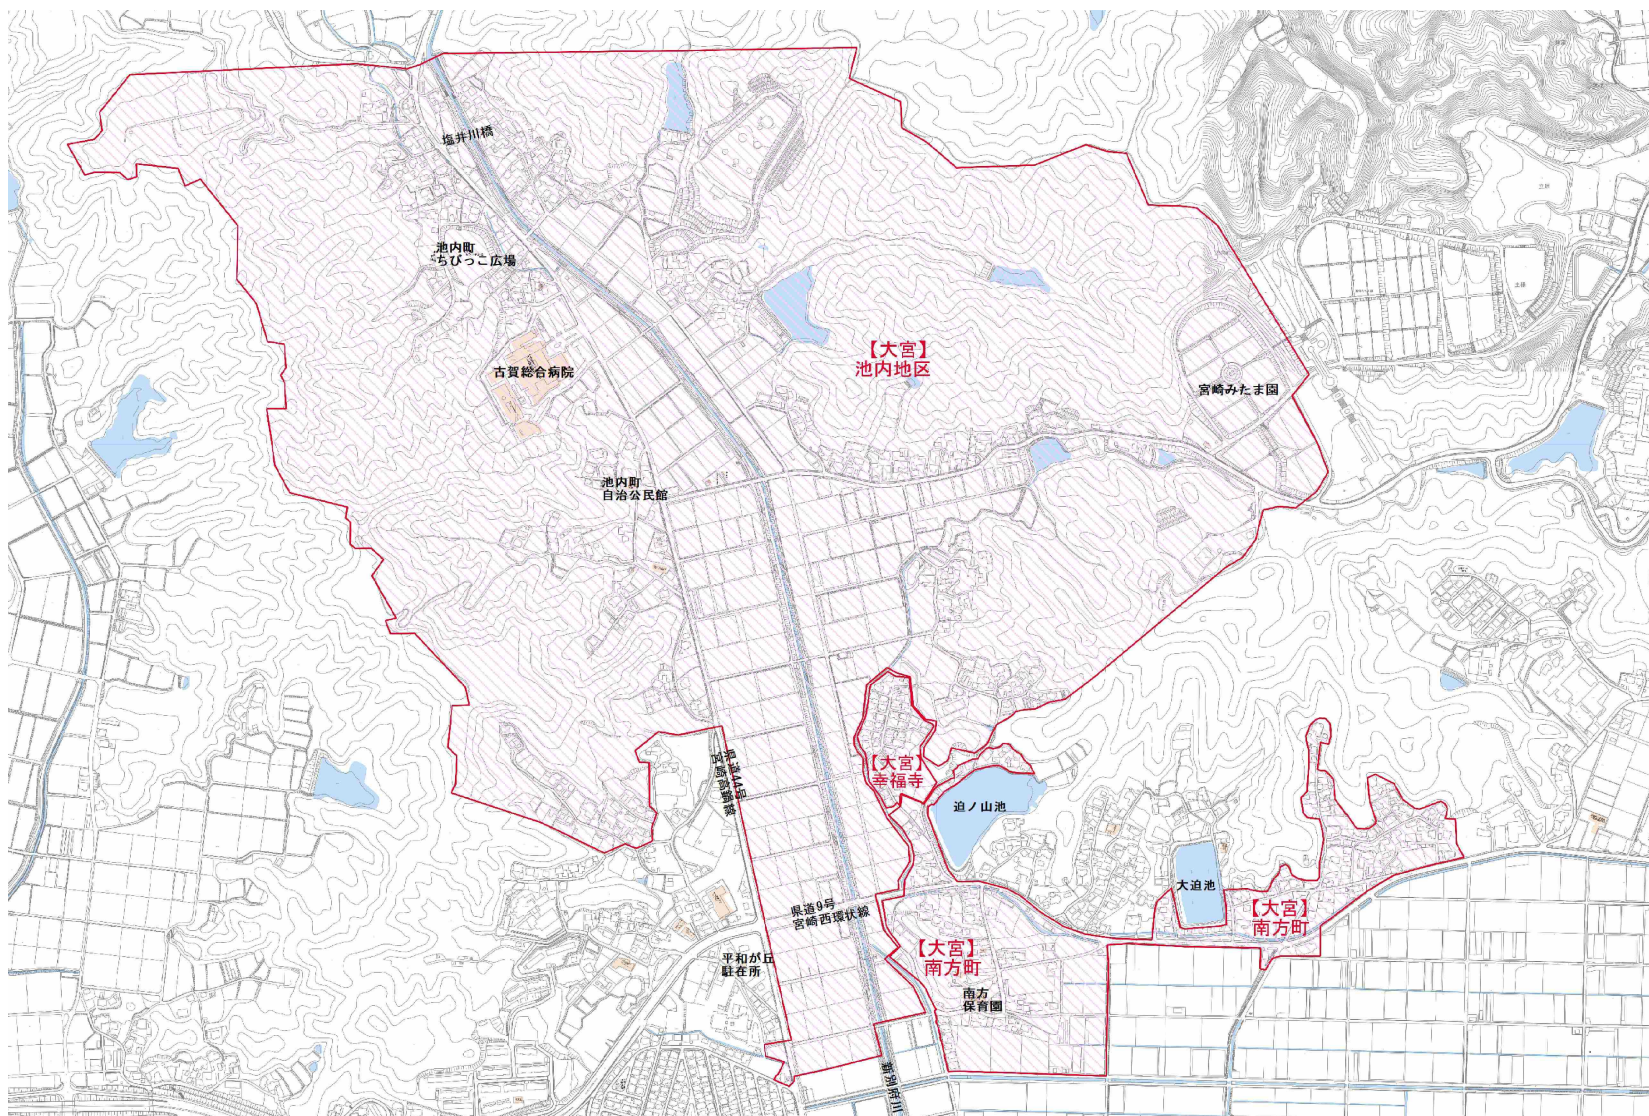 塩井川橋
池内町
ちびっこ広場
【大宮】
池内地区
古賀総合病院
宮崎みたま園
池内町
自治公民館
県道44号
宮崎高鍋線
【大宮】
幸福寺
迫ノ山池
大迫池
【大宮】
南方町
県道9号
宮崎西環状線
【大宮】
南方町
平和が丘
駐在所
南方
保育園
新別府川